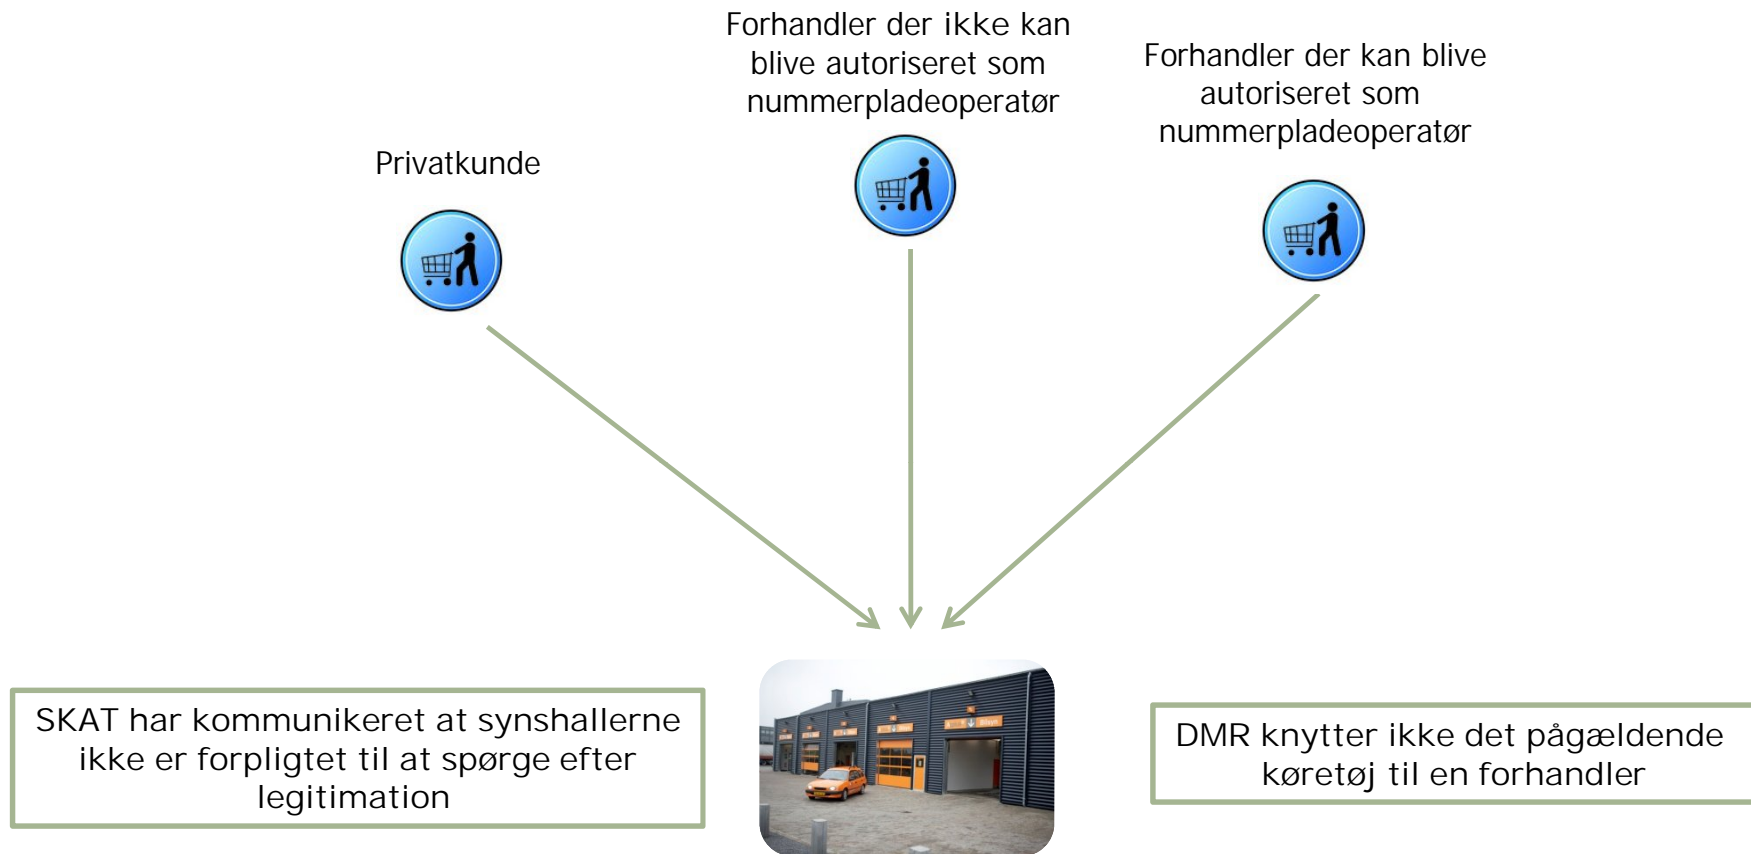 Forhandler der ikke kan
blive autoriseret som
nummerpladeoperatør
Forhandler der kan blive
autoriseret som
nummerpladeoperatør
Privatkunde
SKAT har kommunikeret at synshallerne
ikke er forpligtet til at spørge efter
legitimation
Bilsyn
DMR knytter ikke det pågældende
køretøj til en forhandler